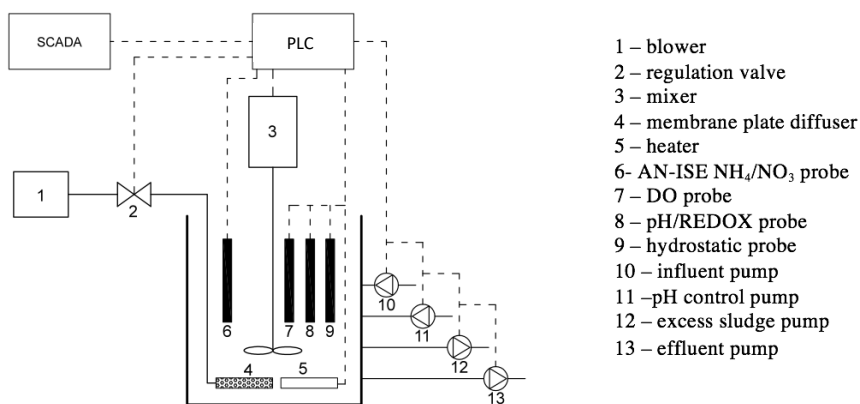 SCADA
PLC
3
1
2
6
7
8
9
10
11
12
13
4
5
1 – blower
2 – regulation valve
3 – mixer
4 – membrane plate diffuser
5 – heater
6- AN-ISE NH₄/NO₃ probe
7 – DO probe
8 – pH/REDOX probe
9 – hydrostatic probe
10 – influent pump
11 –pH control pump
12 – excess sludge pump
13 – effluent pump